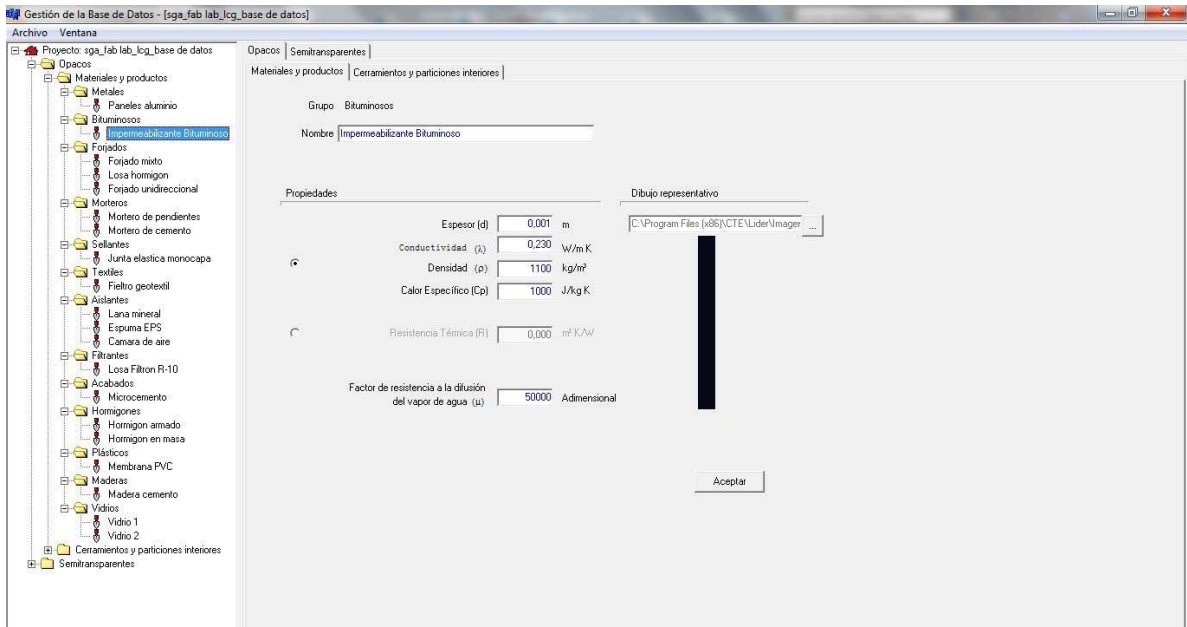 Gestión de la Base de Datos - [sga_fab lab_lcg_base de datos]
Archivo Ventana
Proyecto: sga_fab lab_lcg_base de datos
Opacos
Materiales y productos
Metales
Paneles aluminio
Bituminosos
Impermeabilizante Bituminoso
Forjados
Forjado mixto
Losa hormigon
Forjado unidireccional
Morteros
Mortero de pendientes
Mortero de cemento
Sellantes
Junta elastica monocapa
Textiles
Fieltro geotextil
Aislantes
Lana mineral
Espuma EPS
Camara de aire
Filtrantes
Losa Filtron R-10
Acabados
Microcemento
Hormigones
Hormigon armado
Hormigon en masa
Plásticos
Membrana PVC
Maderas
Madera cemento
Vidrios
Vidrio 1
Vidrio 2
Cerramientos y particiones interiores
Semitransparentes
Opacos Semitransparentes
Materiales y productos Cerramientos y particiones interiores
Grupo Bituminosos
Nombre Impermeabilizante Bituminoso
Propiedades
Espesor (d) 0,001 m
Conductividad (λ) 0,230 W/m K
Densidad (ρ) 1100 kg/m³
Calor Específico (Cp) 1000 J/kg K
Resistencia Térmica (R) 0,000 m² K/W
Factor de resistencia a la difusión
del vapor de agua (μ) 50000 Adimensional
Dibujo representativo
C:\Program Files (x86)\CTE\Lider\Imager ...
Aceptar